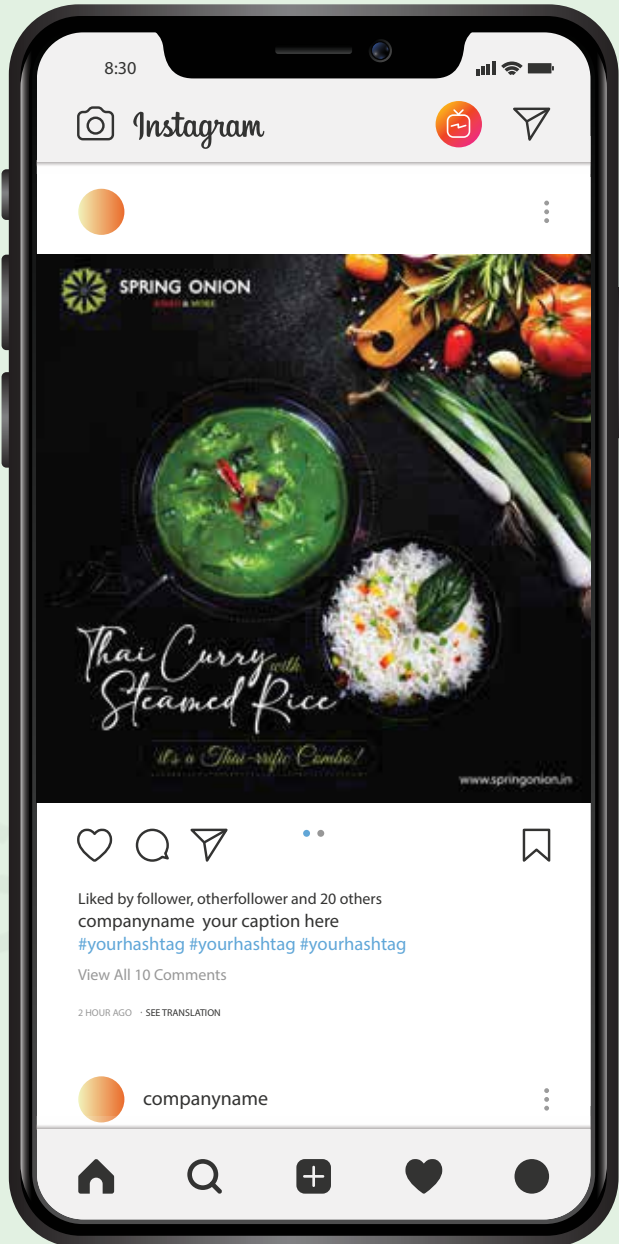 8:30
Instagram
SPRING ONION
& MORE
Thai Curry with
Steamed Rice
it's a Thai-rrific Combo!
www.springonion.in
Liked by follower, otherfollower and 20 others
companyname your caption here
#yourhashtag #yourhashtag #yourhashtag
View All 10 Comments
2 HOUR AGO · SEE TRANSLATION
companyname